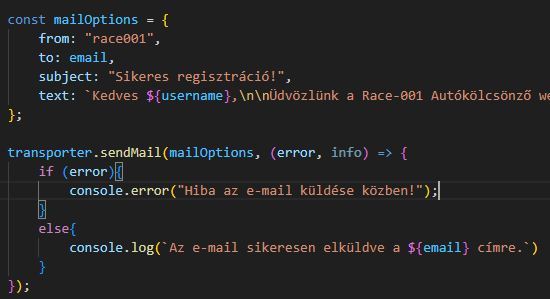 const mailOptions = {
    from: "race001",
    to: email,
    subject: "Sikeres regisztráció!",
    text: `Kedves ${username},\n\nÜdvözlünk a Race-001 Autókölcsönző we
};
transporter.sendMail(mailOptions, (error, info) => {
    if (error){
        console.error("Hiba az e-mail küldése közben!");
    }
    else{
        console.log(`Az e-mail sikeresen elküldve a ${email} címre.`)
    }
});